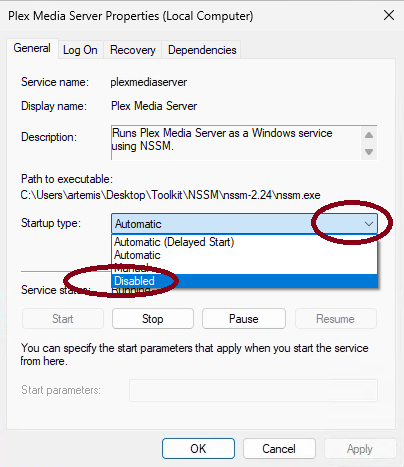 Plex Media Server Properties (Local Computer)
General Log On Recovery Dependencies
Service name: plexmediaserver
Display name: Plex Media Server
Description: Runs Plex Media Server as a Windows service
using NSSM.
Path to executable:
C:\Users\artemis\Desktop\Toolkit\NSSM\nssm-2.24\nssm.exe
Startup type: Automatic
Automatic (Delayed Start)
Automatic
Manual
Disabled
Service status: Running
Start Stop Pause Resume
You can specify the start parameters that apply when you start the service
from here.
Start parameters:
OK Cancel Apply